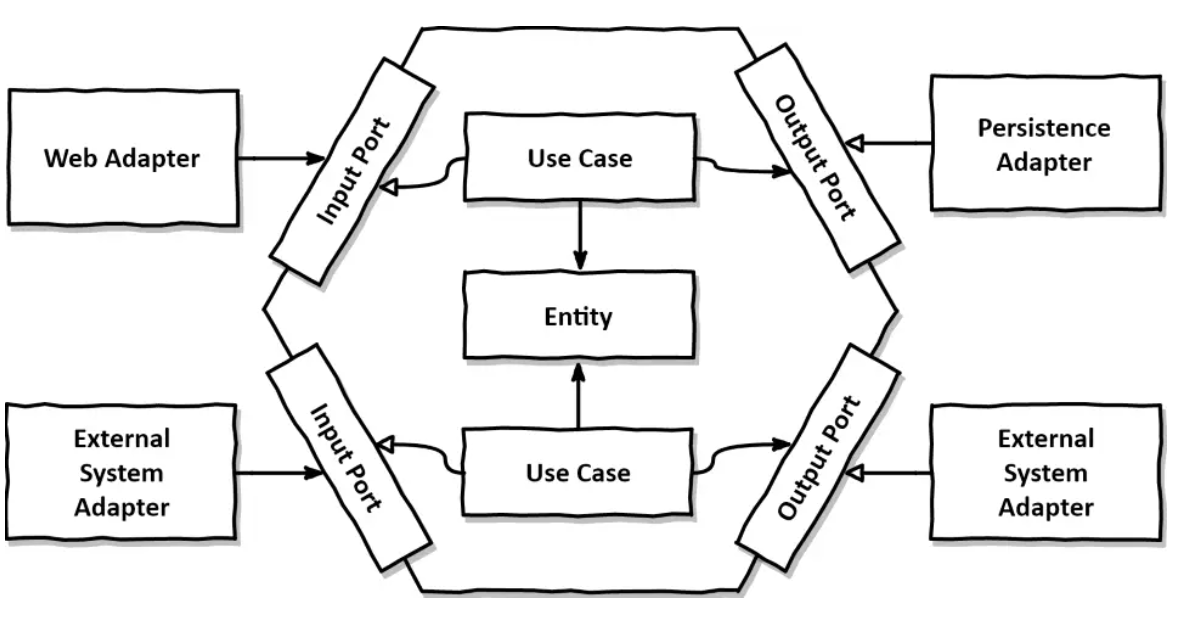 Web Adapter
Input Port
Use Case
Output Port
Persistence
Adapter
Entity
External
System
Adapter
Input Port
Use Case
Output Port
External
System
Adapter